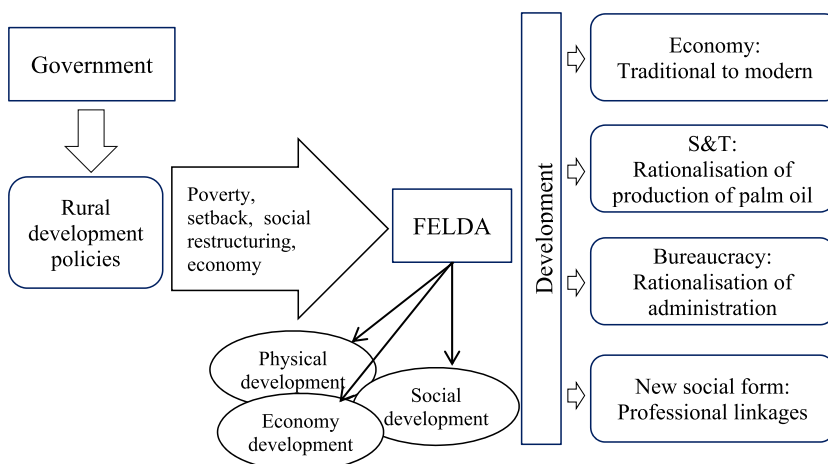 Government
Rural
development
policies
Poverty,
setback, social
restructuring,
economy
FELDA
Physical
development
Economy
development
Social
development
Development
Economy:
Traditional to modern
S&T:
Rationalisation of
production of palm oil
Bureaucracy:
Rationalisation of
administration
New social form:
Professional linkages